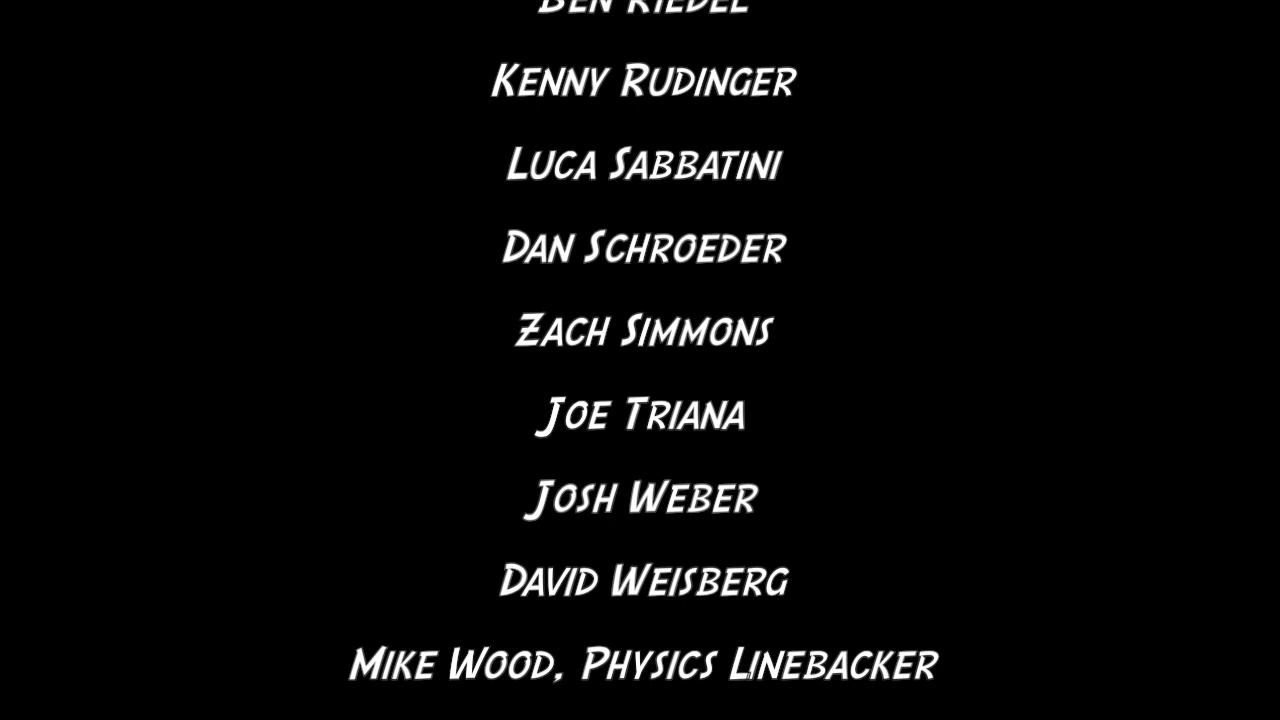 Ben Riedel
Kenny Rudinger
Luca Sabbatini
Dan Schroeder
Zach Simmons
Joe Triana
Josh Weber
David Weisberg
Mike Wood, Physics Linebacker